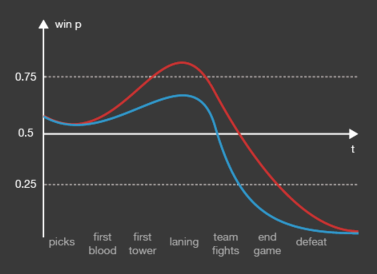 win p
0.75
0.5
t
0.25
picks
first
blood
first
tower
laning
team
fights
end
game
defeat